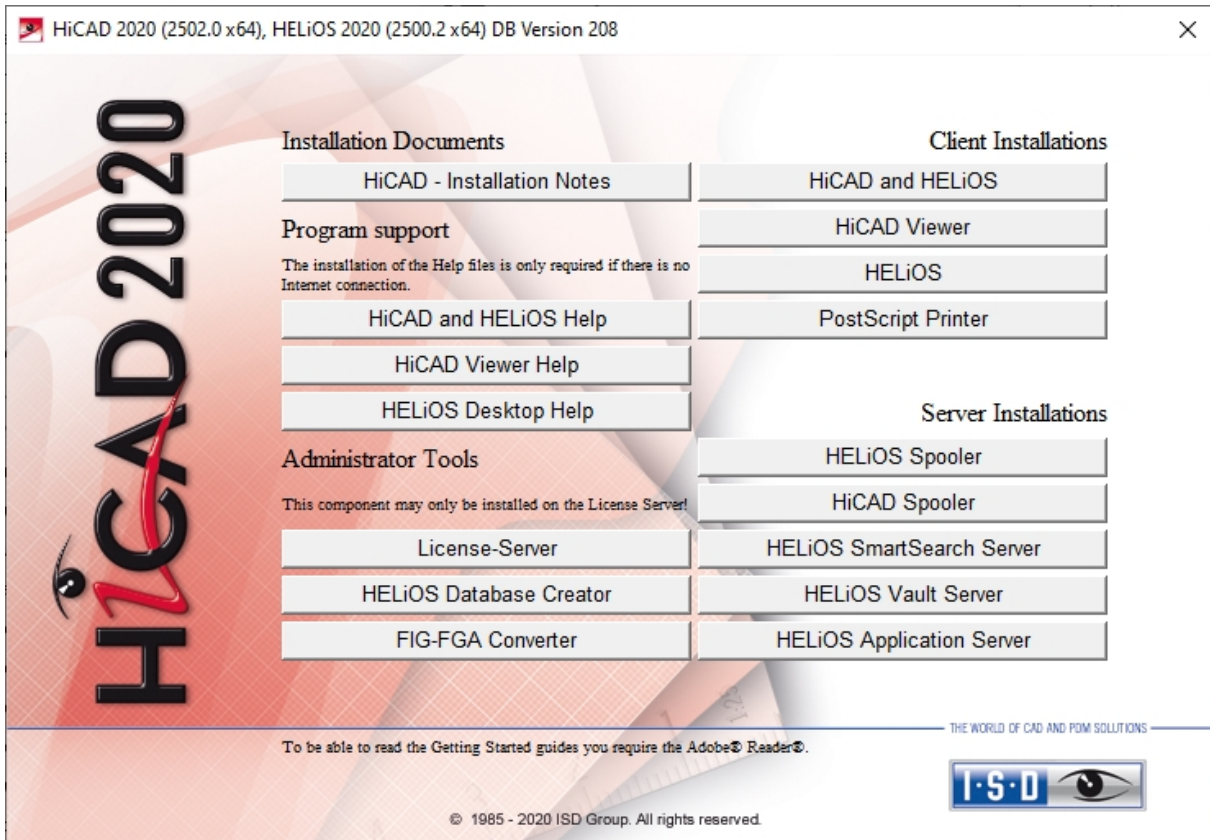 HiCAD 2020 (2502.0 x64), HELiOS 2020 (2500.2 x64) DB Version 208
HiCAD 2020
Installation Documents
HiCAD - Installation Notes
Program support
The installation of the Help files is only required if there is no
Internet connection.
HiCAD and HELiOS Help
HiCAD Viewer Help
HELiOS Desktop Help
Administrator Tools
This component may only be installed on the License Server!
License-Server
HELiOS Database Creator
FIG-FGA Converter
Client Installations
HiCAD and HELiOS
HiCAD Viewer
HELiOS
PostScript Printer
Server Installations
HELiOS Spooler
HiCAD Spooler
HELiOS SmartSearch Server
HELiOS Vault Server
HELiOS Application Server
THE WORLD OF CAD AND PDM SOLUTIONS
To be able to read the Getting Started guides you require the Adobe® Reader®.
I·S·D
© 1985 - 2020 ISD Group. All rights reserved.